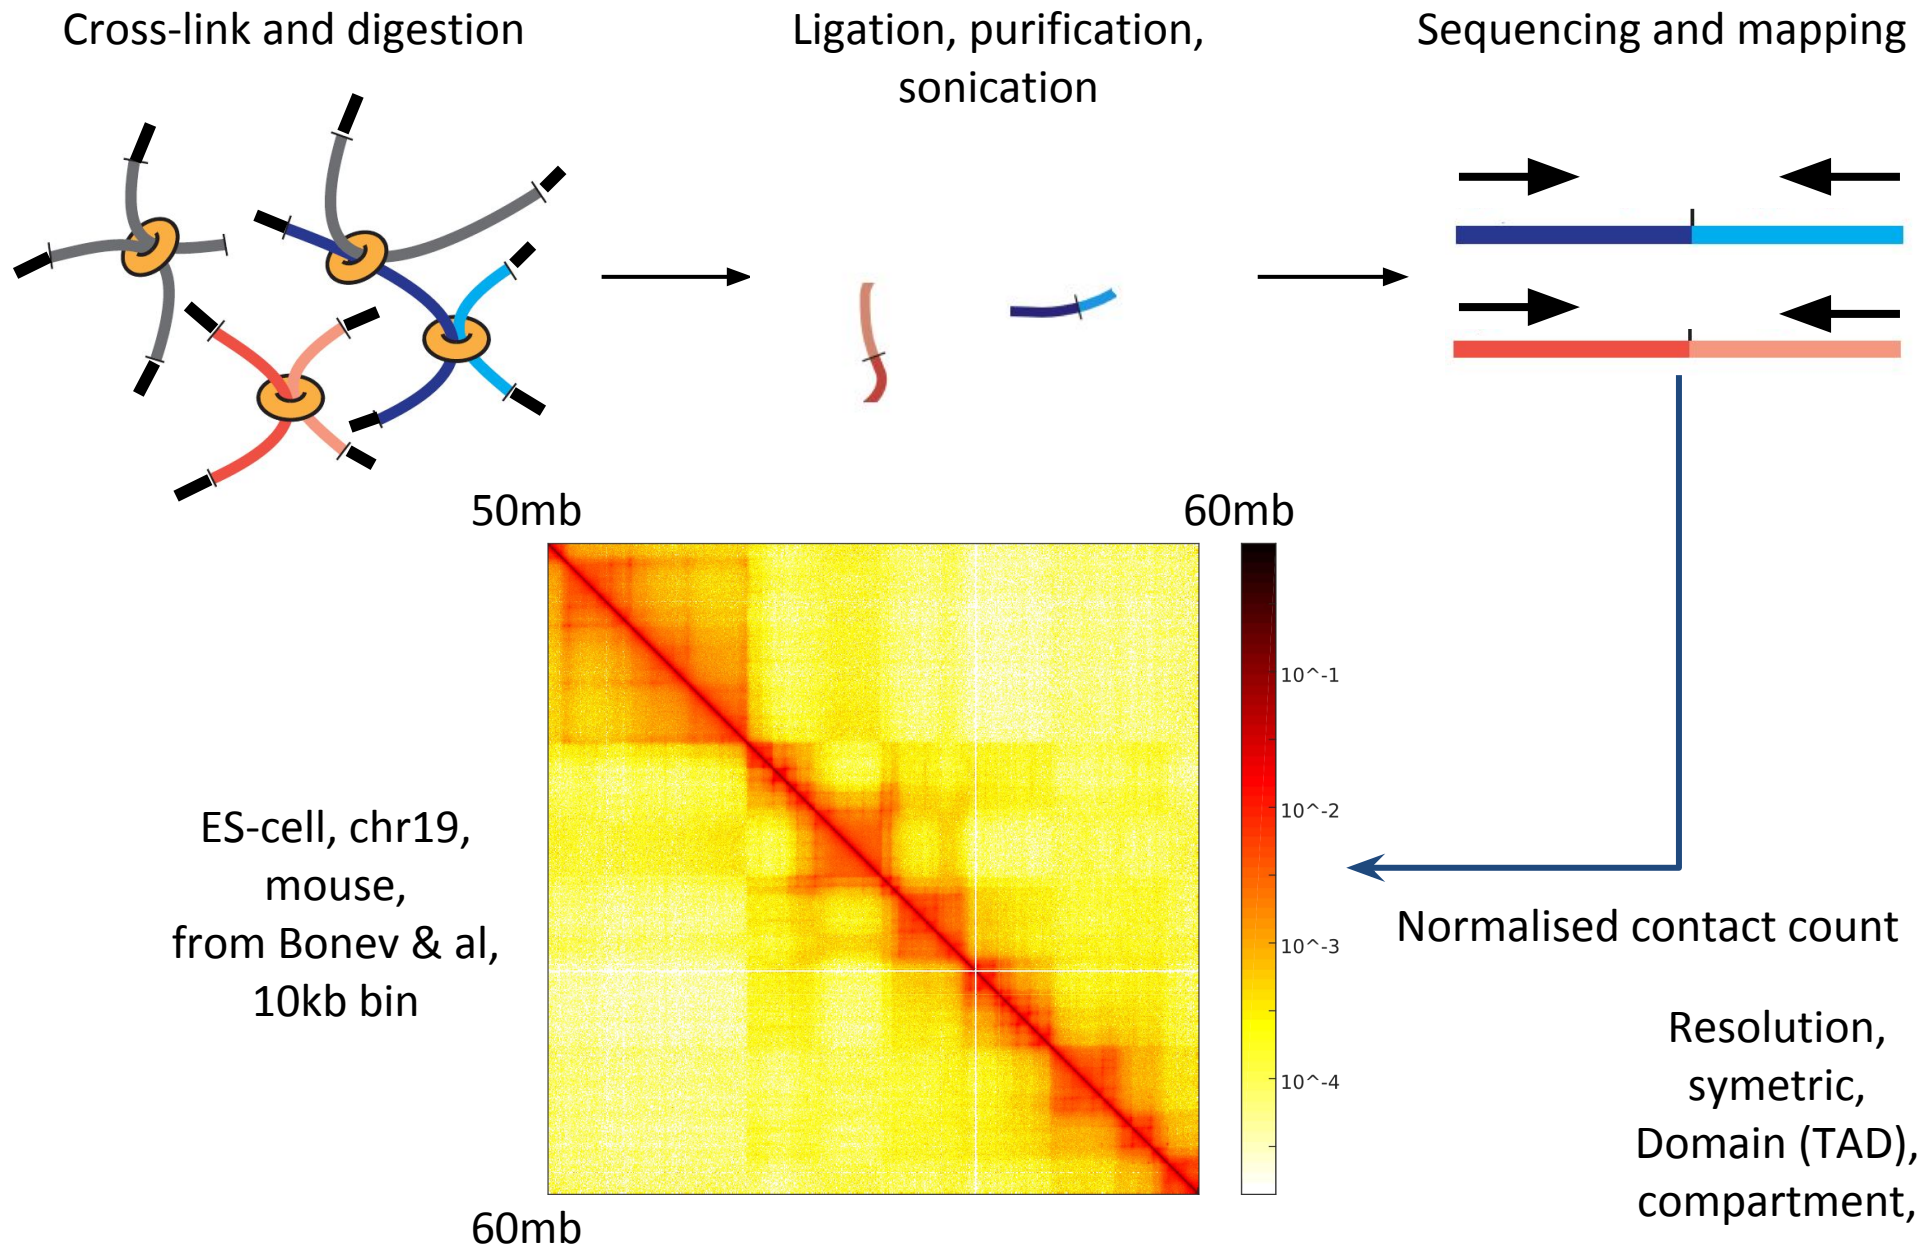 Cross-link and digestion
Ligation, purification,
sonication
Sequencing and mapping
50mb
60mb
10^-1
10^-2
10^-3
10^-4
ES-cell, chr19,
mouse,
from Bonev & al,
10kb bin
Normalised contact count
Resolution,
symetric,
Domain (TAD),
compartment,
60mb